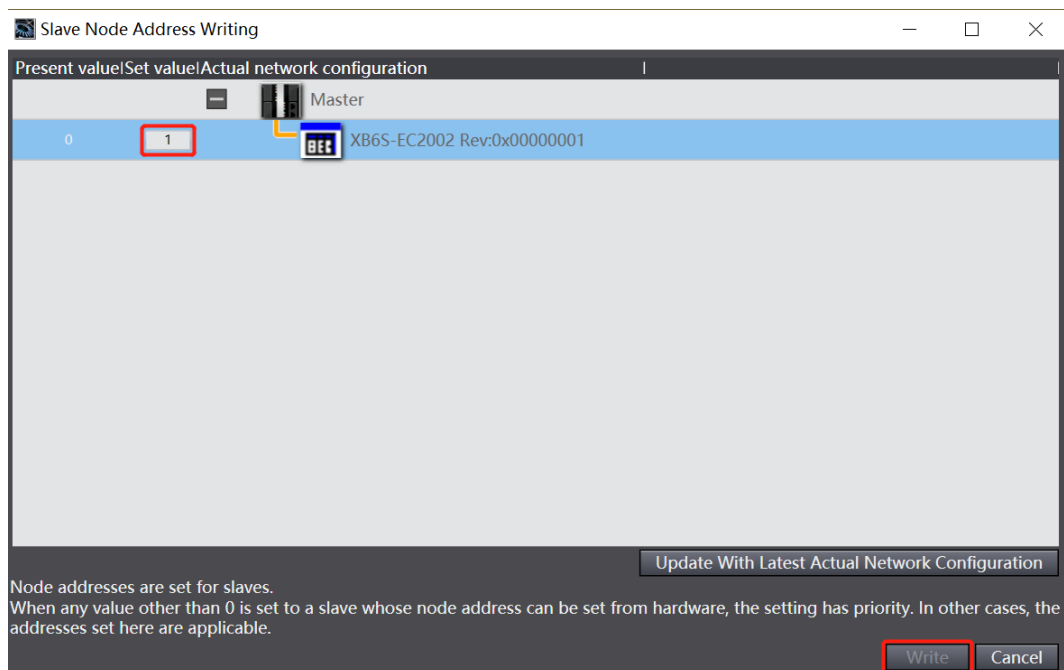 Slave Node Address Writing
Present value|Set value|Actual network configuration
Master
0 1 XB6S-EC2002 Rev:0x00000001
Update With Latest Actual Network Configuration
Node addresses are set for slaves.
When any value other than 0 is set to a slave whose node address can be set from hardware, the setting has priority. In other cases, the
addresses set here are applicable.
Write Cancel